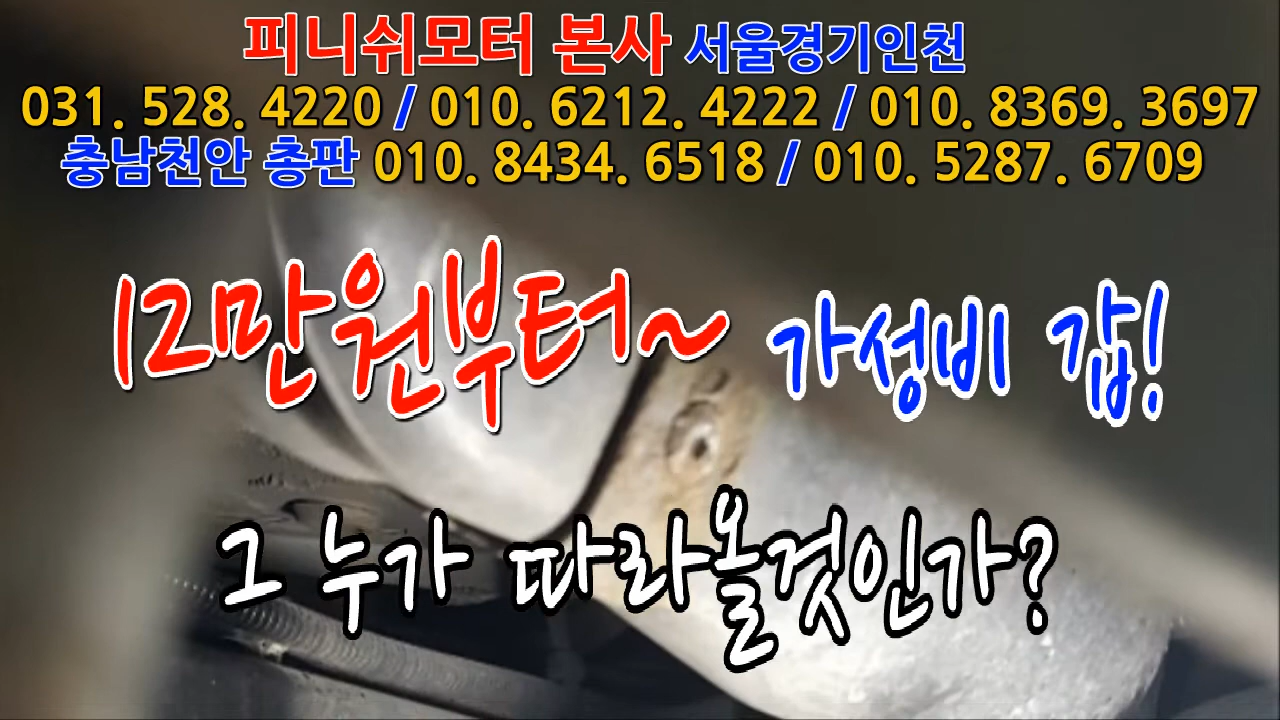 피니쉬모터 본사 서울경기인천
031. 528. 4220 / 010. 6212. 4222 / 010. 8369. 3697
충남천안 총판 010. 8434. 6518 / 010. 5287. 6709
12만원부터~ 가성비 갑!
그 누가 따라올것인가?